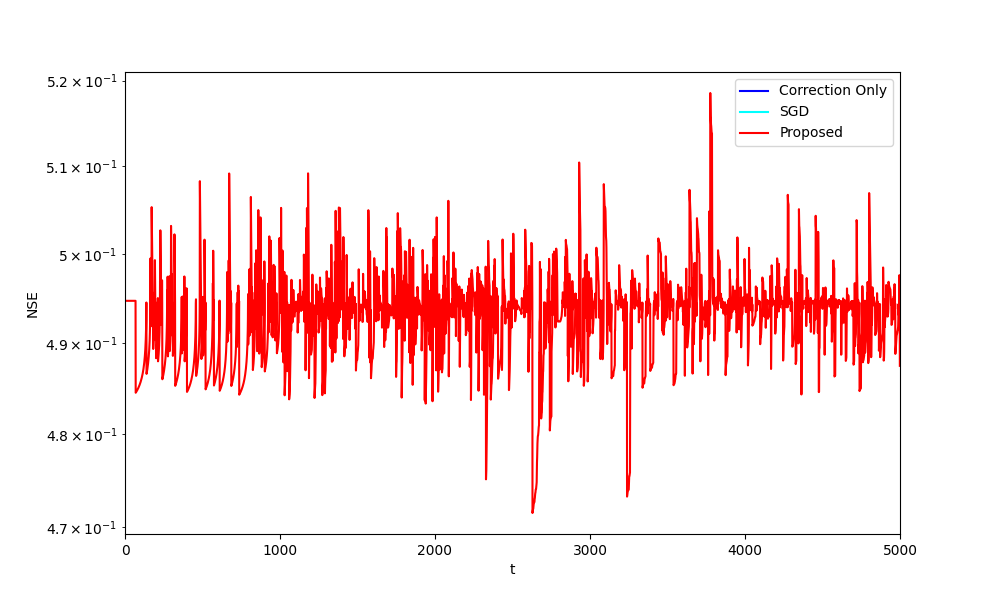 5.2 × 10⁻¹
5.1 × 10⁻¹
5 × 10⁻¹
4.9 × 10⁻¹
4.8 × 10⁻¹
4.7 × 10⁻¹
NSE
Correction Only
SGD
Proposed
0 1000 2000 3000 4000 5000
t